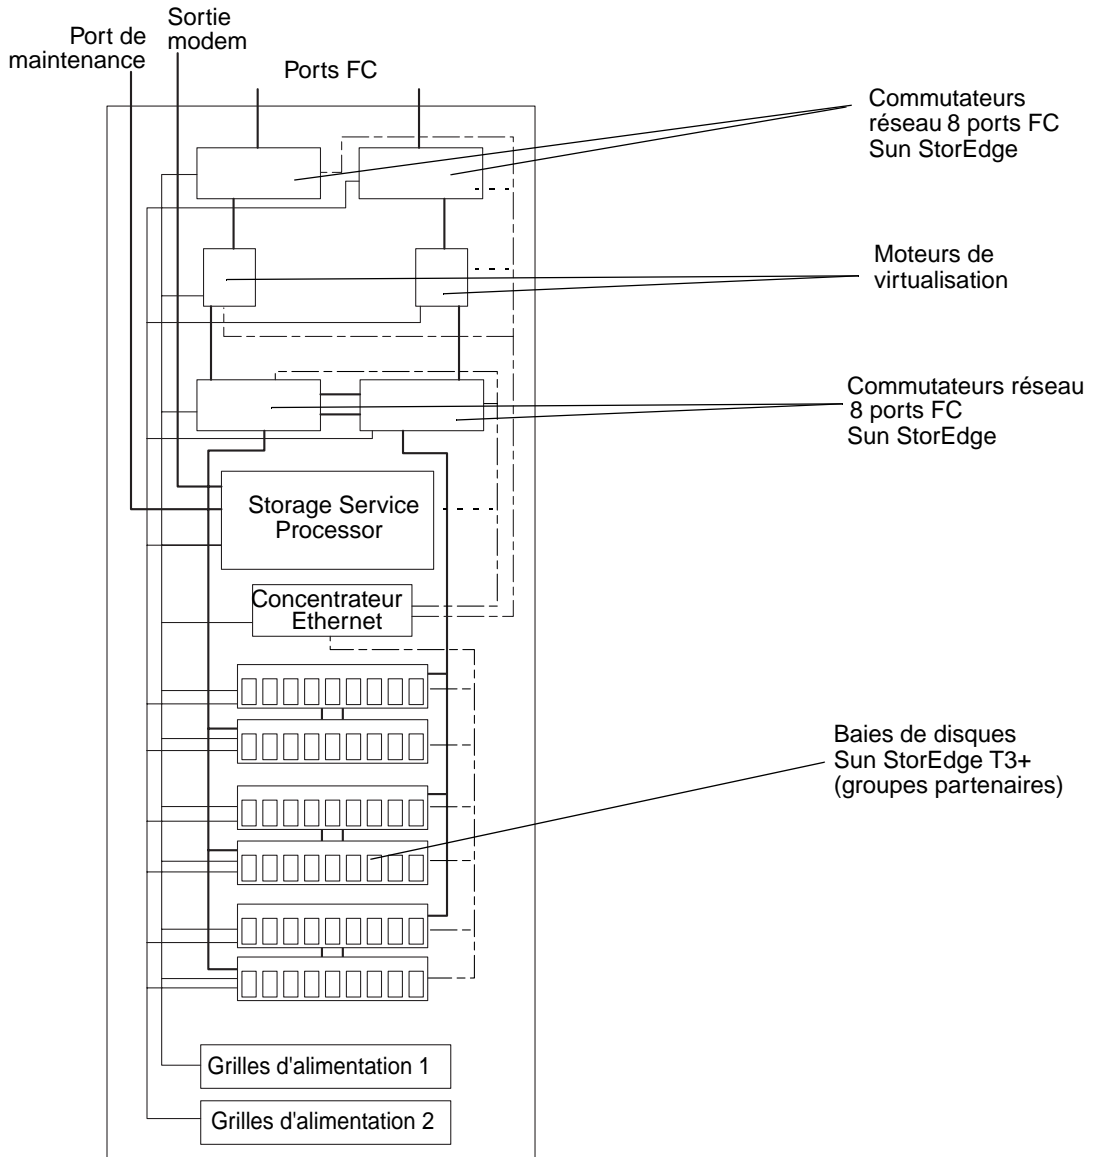 Sortie
modem
Port de
maintenance
Ports FC
Commutateurs
réseau 8 ports FC
Sun StorEdge
Moteurs de
virtualisation
Commutateurs réseau
8 ports FC
Sun StorEdge
Storage Service
Processor
Concentrateur
Ethernet
Baies de disques
Sun StorEdge T3+
(groupes partenaires)
Grilles d'alimentation 1
Grilles d'alimentation 2